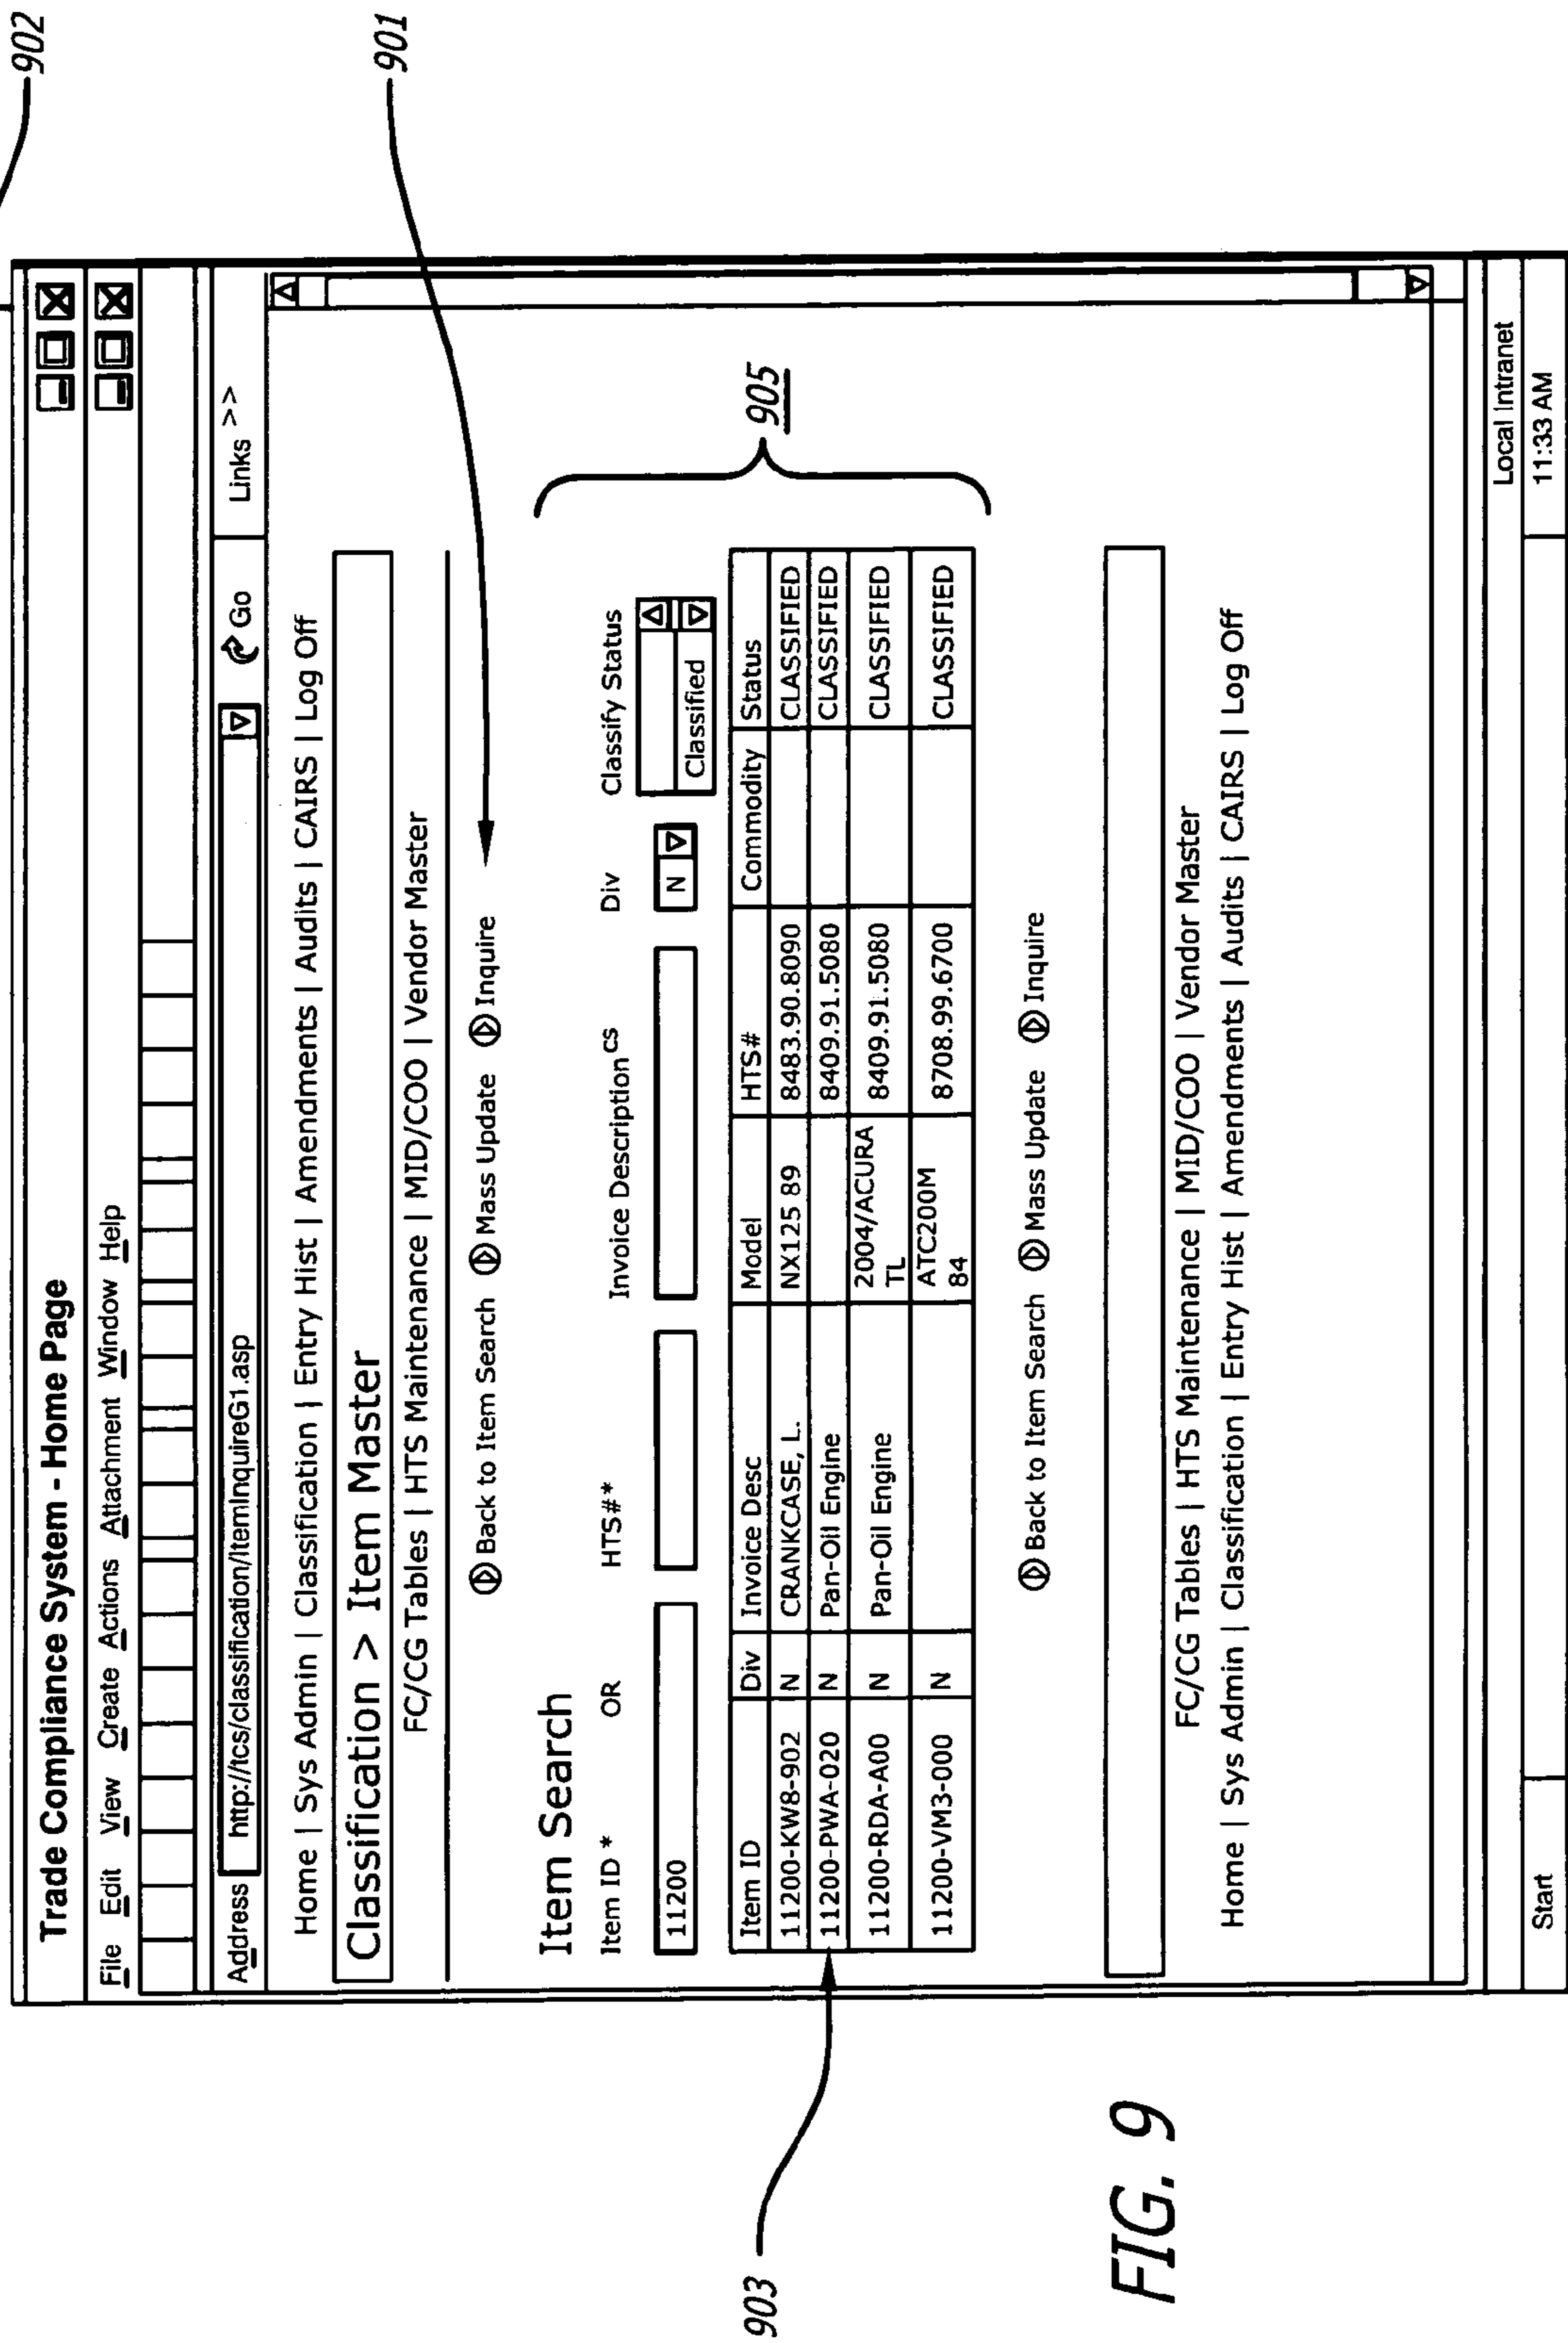 902
Trade Compliance System - Home Page
File Edit View Create Actions Attachment Window Help
Address http://tcs/classification/ItemInquireG1.asp Go Links >>
Home | Sys Admin | Classification | Entry Hist | Amendments | Audits | CAIRS | Log Off
901
Classification > Item Master
FC/CG Tables | HTS Maintenance | MID/COO | Vendor Master
Back to Item Search Mass Update Inquire
Item Search
Item ID * OR HTS#* Invoice Description CS Div Classify Status
11200 N Classified
905
Item ID Div Invoice Desc Model HTS# Commodity Status
11200-KW8-902 N CRANKCASE, L. NX125 89 8483.90.8090 CLASSIFIED
11200-PWA-020 N Pan-Oil Engine 8409.91.5080 CLASSIFIED
903
11200-RDA-A00 N Pan-Oil Engine 2004/ACURA TL 8409.91.5080 CLASSIFIED
11200-VM3-000 N ATC200M 84 8708.99.6700 CLASSIFIED
Back to Item Search Mass Update Inquire
FC/CG Tables | HTS Maintenance | MID/COO | Vendor Master
Home | Sys Admin | Classification | Entry Hist | Amendments | Audits | CAIRS | Log Off
Local Intranet
Start 11:33 AM
FIG. 9